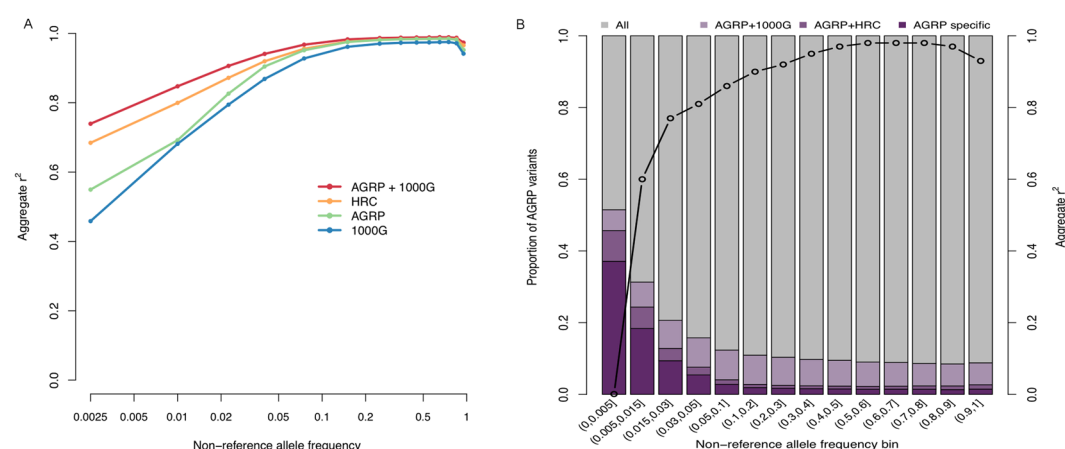 A
1.0
0.8
0.6
0.4
0.2
0.0
Aggregate r²
AGRP + 1000G
HRC
AGRP
1000G
0.0025
0.005
0.01
0.02
0.05
0.1
0.2
0.5
1
Non−reference allele frequency
B
All
AGRP+1000G
AGRP+HRC
AGRP specific
1.0
0.8
0.6
0.4
0.2
0.0
Proportion of AGRP variants
1.0
0.8
0.6
0.4
0.2
0.0
Aggregate r²
(0,0.005]
(0.005,0.015]
(0.015,0.03]
(0.03,0.05]
(0.05,0.1]
(0.1,0.2]
(0.2,0.3]
(3,9,4]
(0.4,0.5]
(0.5,0.6]
(0.6,0.7]
(0.7,0.8]
(0.8,0.9]
(0.9,1]
Non−reference allele frequency bin